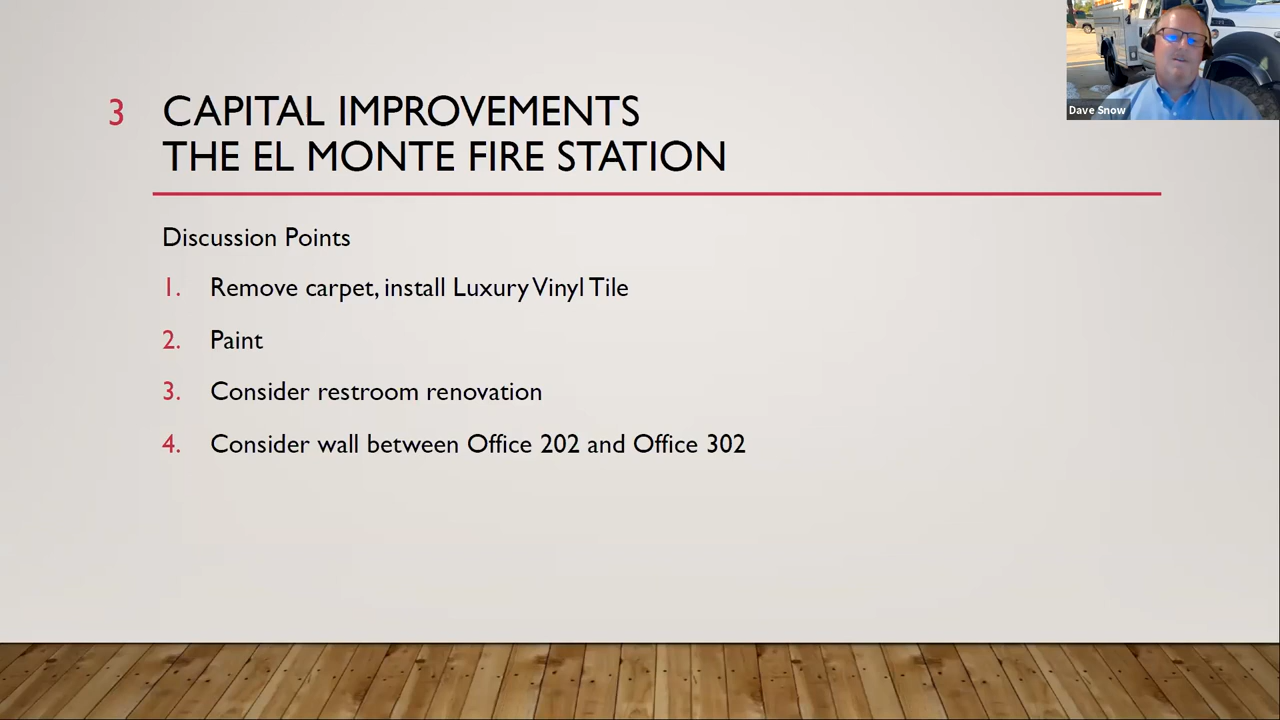 3
CAPITAL IMPROVEMENTS
THE EL MONTE FIRE STATION
Discussion Points
1. Remove carpet, install Luxury Vinyl Tile
2. Paint
3. Consider restroom renovation
4. Consider wall between Office 202 and Office 302
Dave Snow